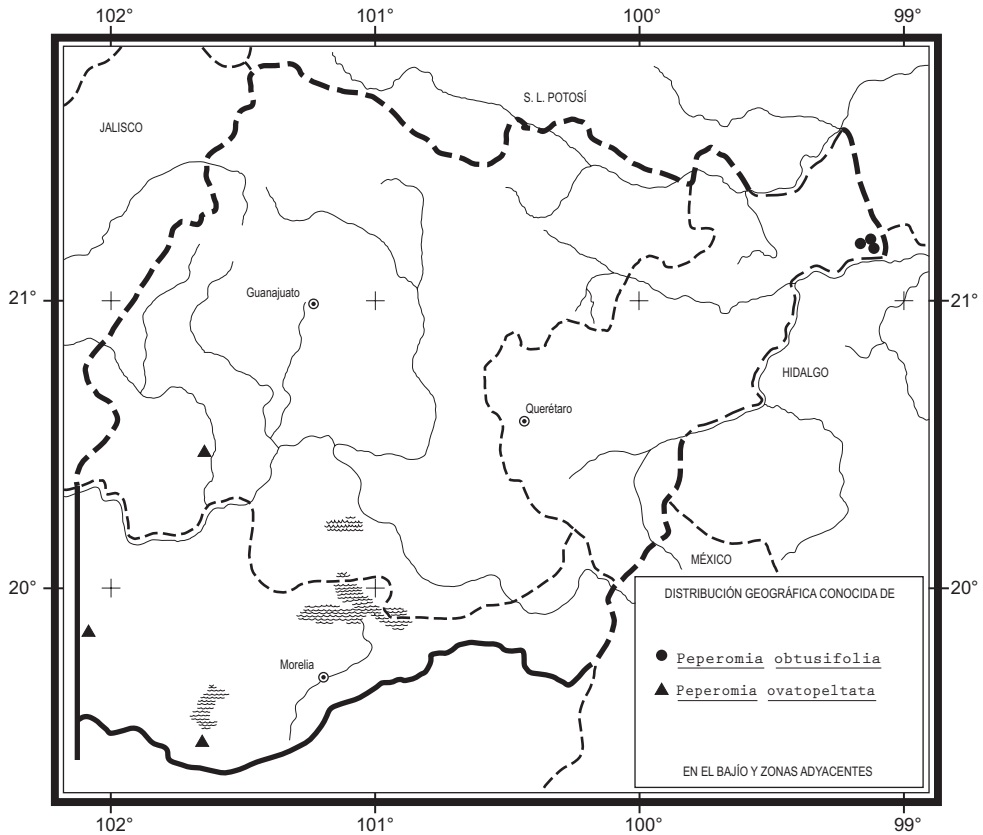 102° 101° 100° 99°
S. L. POTOSÍ
JALISCO
Guanajuato
21° 21°
HIDALGO
Querétaro
MÉXICO
20° 20°
DISTRIBUCIÓN GEOGRÁFICA CONOCIDA DE
Peperomia obtusifolia
Morelia
Peperomia ovatopeltata
EN EL BAJÍO Y ZONAS ADYACENTES
102° 101° 100° 99°